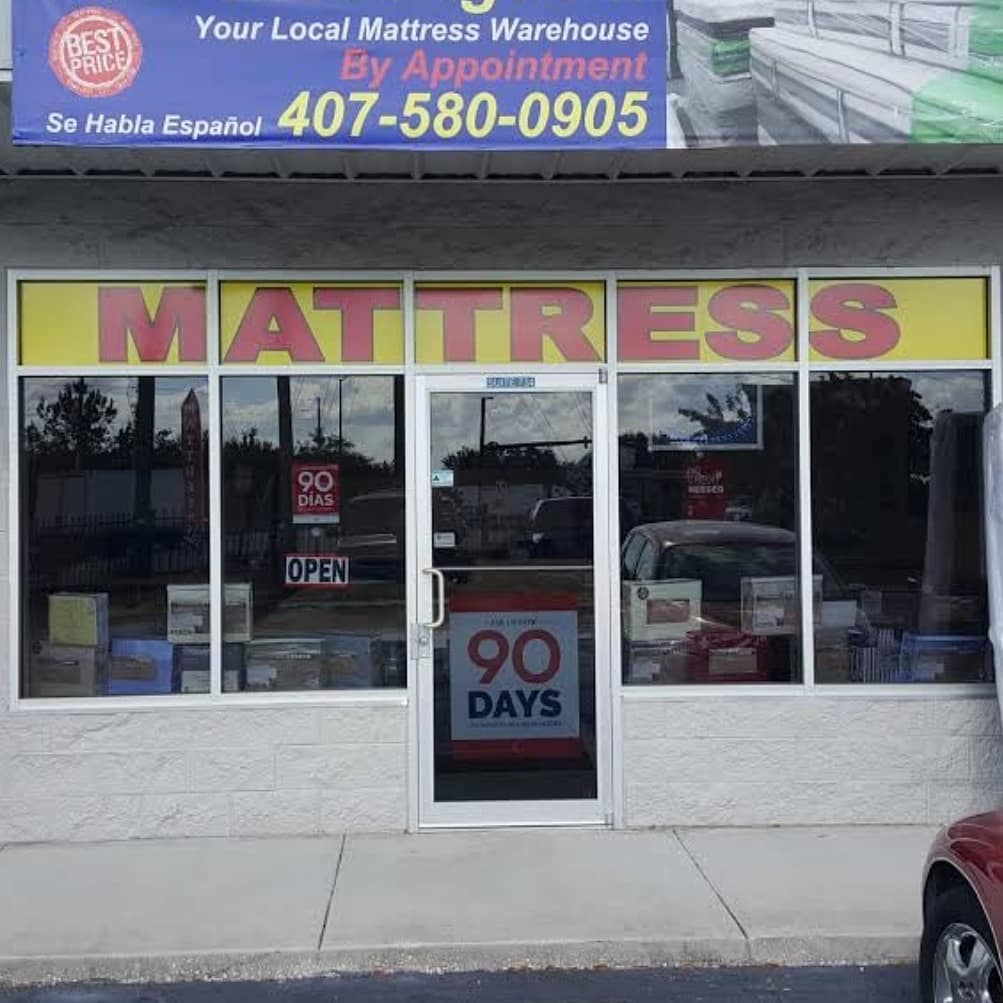 BEST
PRICE
Your Local Mattress Warehouse
By Appointment
Se Habla Español 407-580-0905
MATTRESS
90
DÍAS
OPEN
NEEDED
90
DAYS